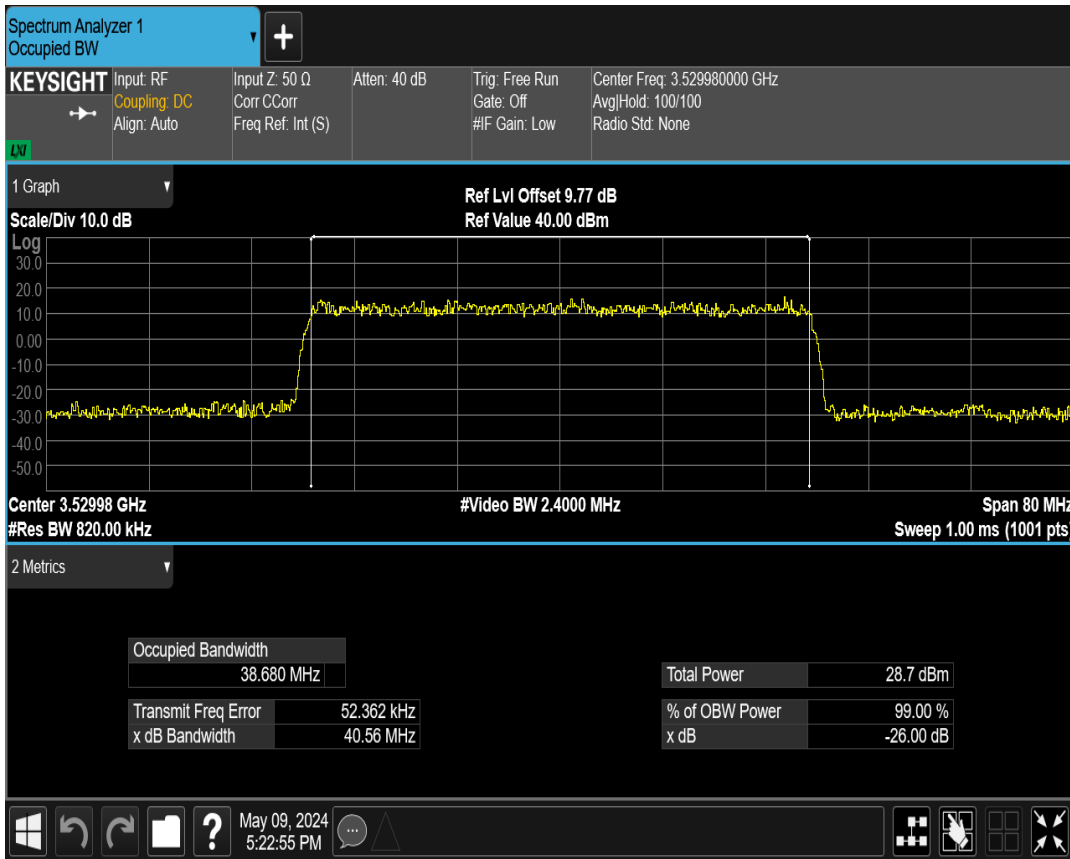 Spectrum Analyzer 1
Occupied BW
+
KEYSIGHT
LXI
Input: RF
Coupling: DC
Align: Auto
Input Z: 50 Ω
Corr CCorr
Freq Ref: Int (S)
Atten: 40 dB
Trig: Free Run
Gate: Off
#IF Gain: Low
Center Freq: 3.529980000 GHz
Avg|Hold: 100/100
Radio Std: None
1 Graph
Scale/Div 10.0 dB
Ref Lvl Offset 9.77 dB
Ref Value 40.00 dBm
Log
30.0
20.0
10.0
0.00
-10.0
-20.0
-30.0
-40.0
-50.0
Center 3.52998 GHz
#Video BW 2.4000 MHz
Span 80 MHz
#Res BW 820.00 kHz
Sweep 1.00 ms (1001 pts)
2 Metrics
Occupied Bandwidth
38.680 MHz
Total Power 28.7 dBm
Transmit Freq Error 52.362 kHz
% of OBW Power 99.00 %
x dB Bandwidth 40.56 MHz
x dB -26.00 dB
?
May 09, 2024
5:22:55 PM